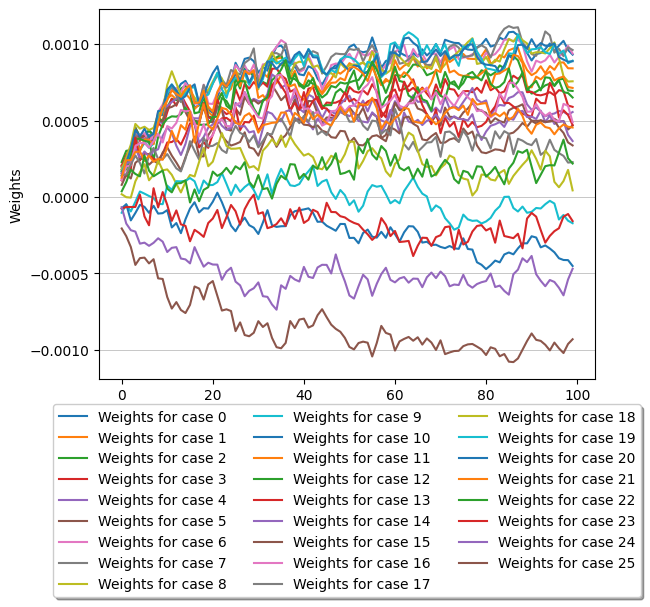 0.0010
0.0005
0.0000
−0.0005
−0.0010
Weights
0 20 40 60 80 100
Weights for case 0 Weights for case 9 Weights for case 18
Weights for case 1 Weights for case 10 Weights for case 19
Weights for case 2 Weights for case 11 Weights for case 20
Weights for case 3 Weights for case 12 Weights for case 21
Weights for case 4 Weights for case 13 Weights for case 22
Weights for case 5 Weights for case 14 Weights for case 23
Weights for case 6 Weights for case 15 Weights for case 24
Weights for case 7 Weights for case 16 Weights for case 25
Weights for case 8 Weights for case 17